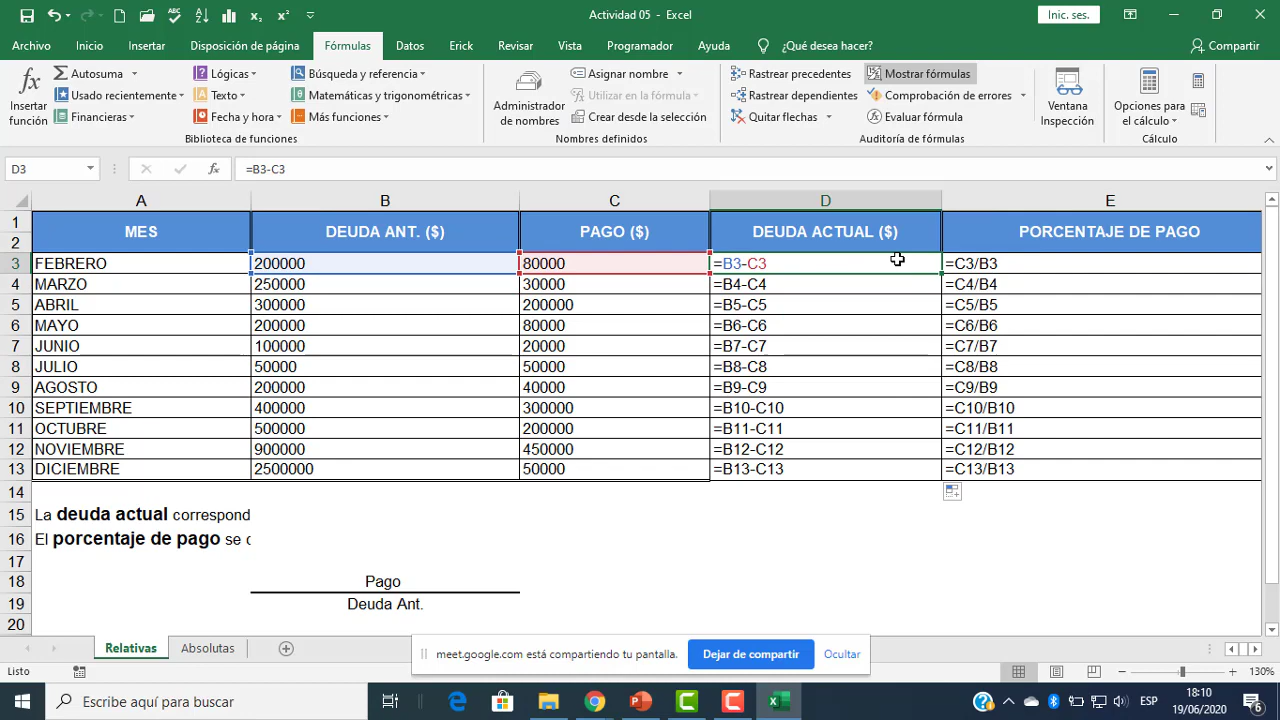 Actividad 05 - Excel
Inic. ses.
Archivo Inicio Insertar Disposición de página Fórmulas Datos Erick Revisar Vista Programador Ayuda ¿Qué desea hacer? Compartir
Insertar función
Autosuma
Usado recientemente
Financieras
Lógicas
Texto
Fecha y hora
Búsqueda y referencia
Matemáticas y trigonométricas
Más funciones
Biblioteca de funciones
Administrador de nombres
Asignar nombre
Utilizar en la fórmula
Crear desde la selección
Nombres definidos
Rastrear precedentes
Rastrear dependientes
Quitar flechas
Mostrar fórmulas
Comprobación de errores
Evaluar fórmula
Auditoría de fórmulas
Ventana Inspección
Opciones para el cálculo
Cálculo
D3 fx =B3-C3
A B C D E
1
2
MES DEUDA ANT. ($) PAGO ($) DEUDA ACTUAL ($) PORCENTAJE DE PAGO
3 FEBRERO 200000 80000 =B3-C3 =C3/B3
4 MARZO 250000 30000 =B4-C4 =C4/B4
5 ABRIL 300000 200000 =B5-C5 =C5/B5
6 MAYO 200000 80000 =B6-C6 =C6/B6
7 JUNIO 100000 20000 =B7-C7 =C7/B7
8 JULIO 50000 50000 =B8-C8 =C8/B8
9 AGOSTO 200000 40000 =B9-C9 =C9/B9
10 SEPTIEMBRE 400000 300000 =B10-C10 =C10/B10
11 OCTUBRE 500000 200000 =B11-C11 =C11/B11
12 NOVIEMBRE 900000 450000 =B12-C12 =C12/B12
13 DICIEMBRE 2500000 50000 =B13-C13 =C13/B13
14
15 La deuda actual correspond
16 El porcentaje de pago se c
17
18 Pago
19 Deuda Ant.
20
Relativas Absolutas
meet.google.com está compartiendo tu pantalla. Dejar de compartir Ocultar
Listo 130%
Escribe aquí para buscar
ESP
18:10
19/06/2020
6